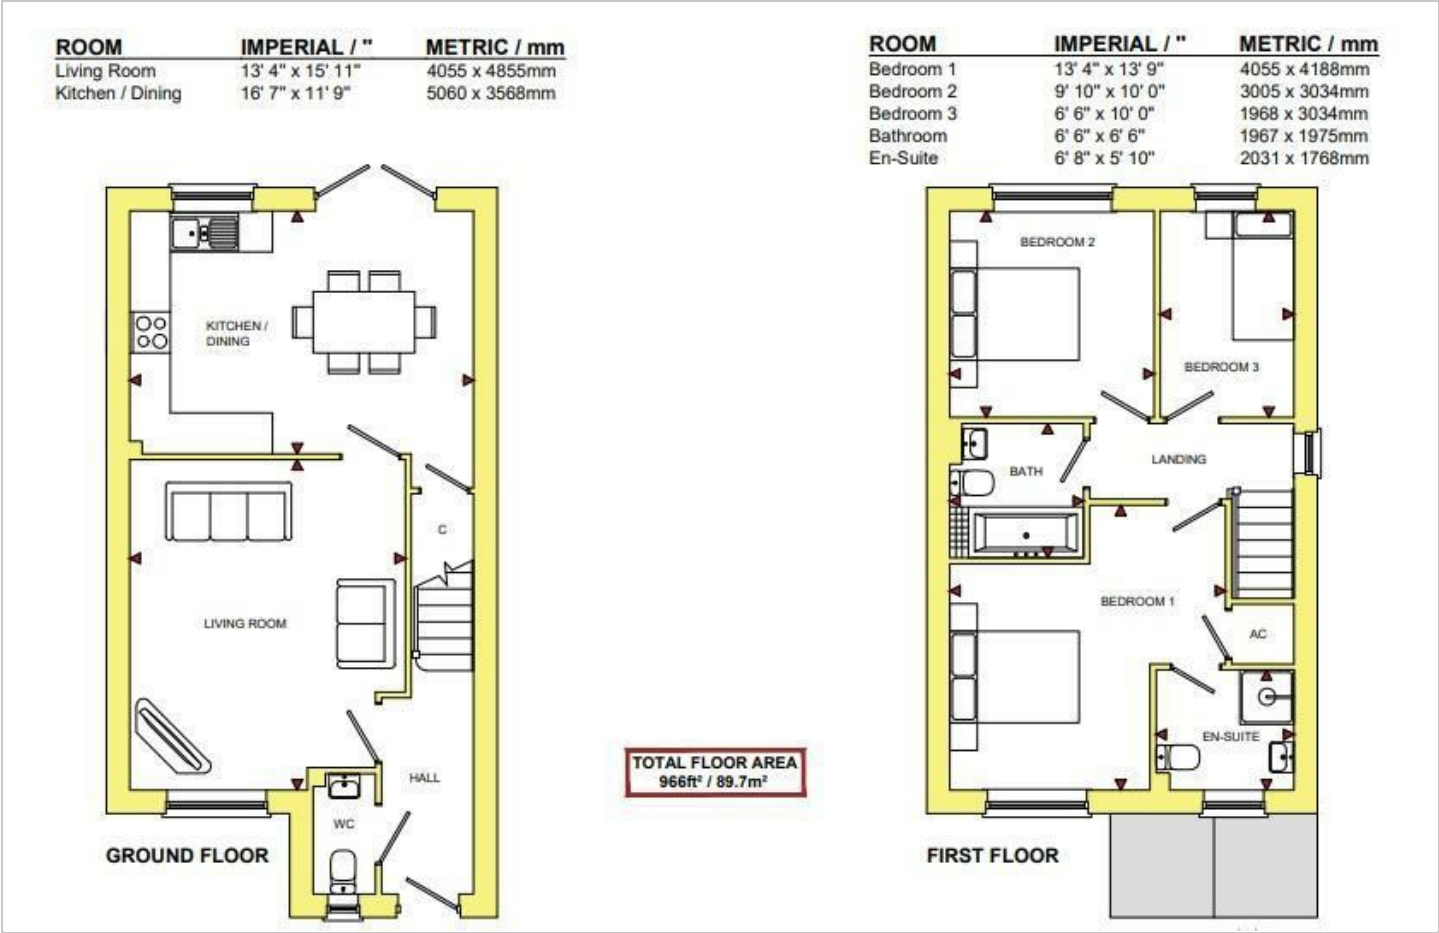 ROOM IMPERIAL / " METRIC / mm
Living Room 13' 4" x 15' 11" 4055 x 4855mm
Kitchen / Dining 16' 7" x 11' 9" 5060 x 3568mm
ROOM IMPERIAL / " METRIC / mm
Bedroom 1 13' 4" x 13' 9" 4055 x 4188mm
Bedroom 2 9' 10" x 10' 0" 3005 x 3034mm
Bedroom 3 6' 6" x 10' 0" 1968 x 3034mm
Bathroom 6' 6" x 6' 6" 1967 x 1975mm
En-Suite 6' 8" x 5' 10" 2031 x 1768mm
KITCHEN /
DINING
C
LIVING ROOM
HALL
WC
GROUND FLOOR
TOTAL FLOOR AREA
966ft² / 89.7m²
BEDROOM 2
BEDROOM 3
BATH
LANDING
BEDROOM 1
AC
EN-SUITE
FIRST FLOOR